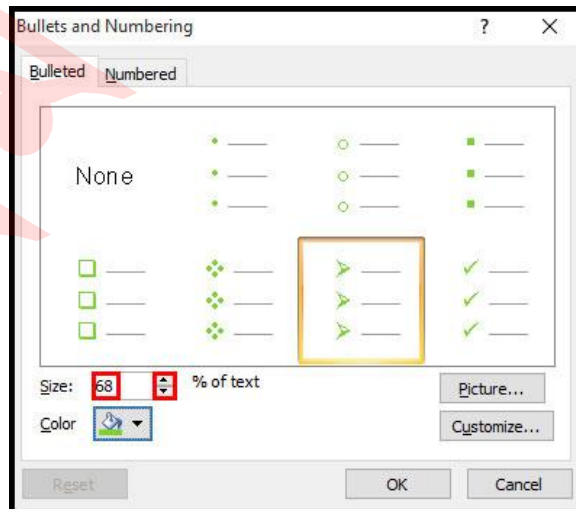 Bullets and Numbering ?
Bulleted Numbered
None
Size: 68 % of text Picture...
Color Customize...
Reset OK Cancel